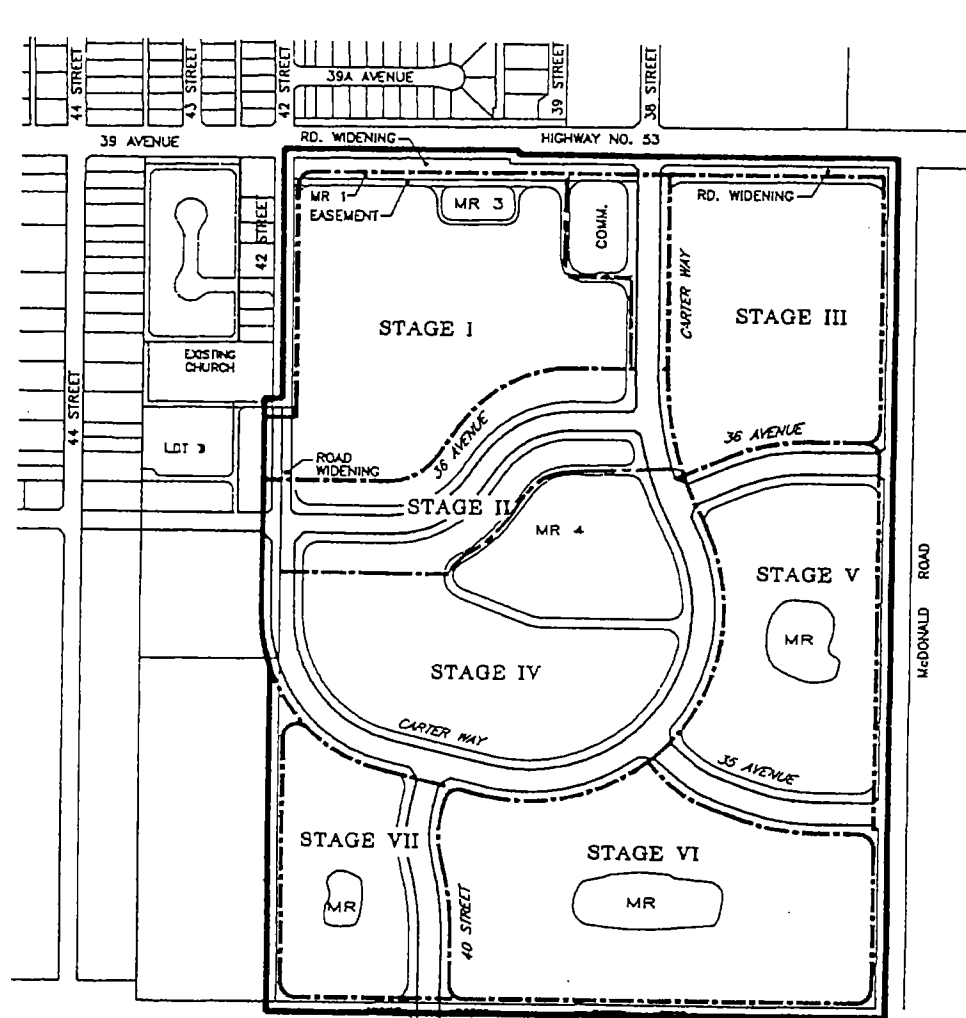 44 STREET
43 STREET
42 STREET
39A AVENUE
39 STREET
38 STREET
39 AVENUE
RD. WIDENING
HIGHWAY NO. 53
MR 1
EASEMENT
MR 3
COMM.
RD. WIDENING
42 STREET
CARTER WAY
STAGE I
STAGE III
EXISTING
CHURCH
44 STREET
36 AVENUE
36 AVENUE
LOT
ROAD
WIDENING
STAGE II
MR 4
STAGE V
McDONALD ROAD
MR
STAGE IV
CARTER WAY
35 AVENUE
STAGE VII
STAGE VI
MR
MR
40 STREET